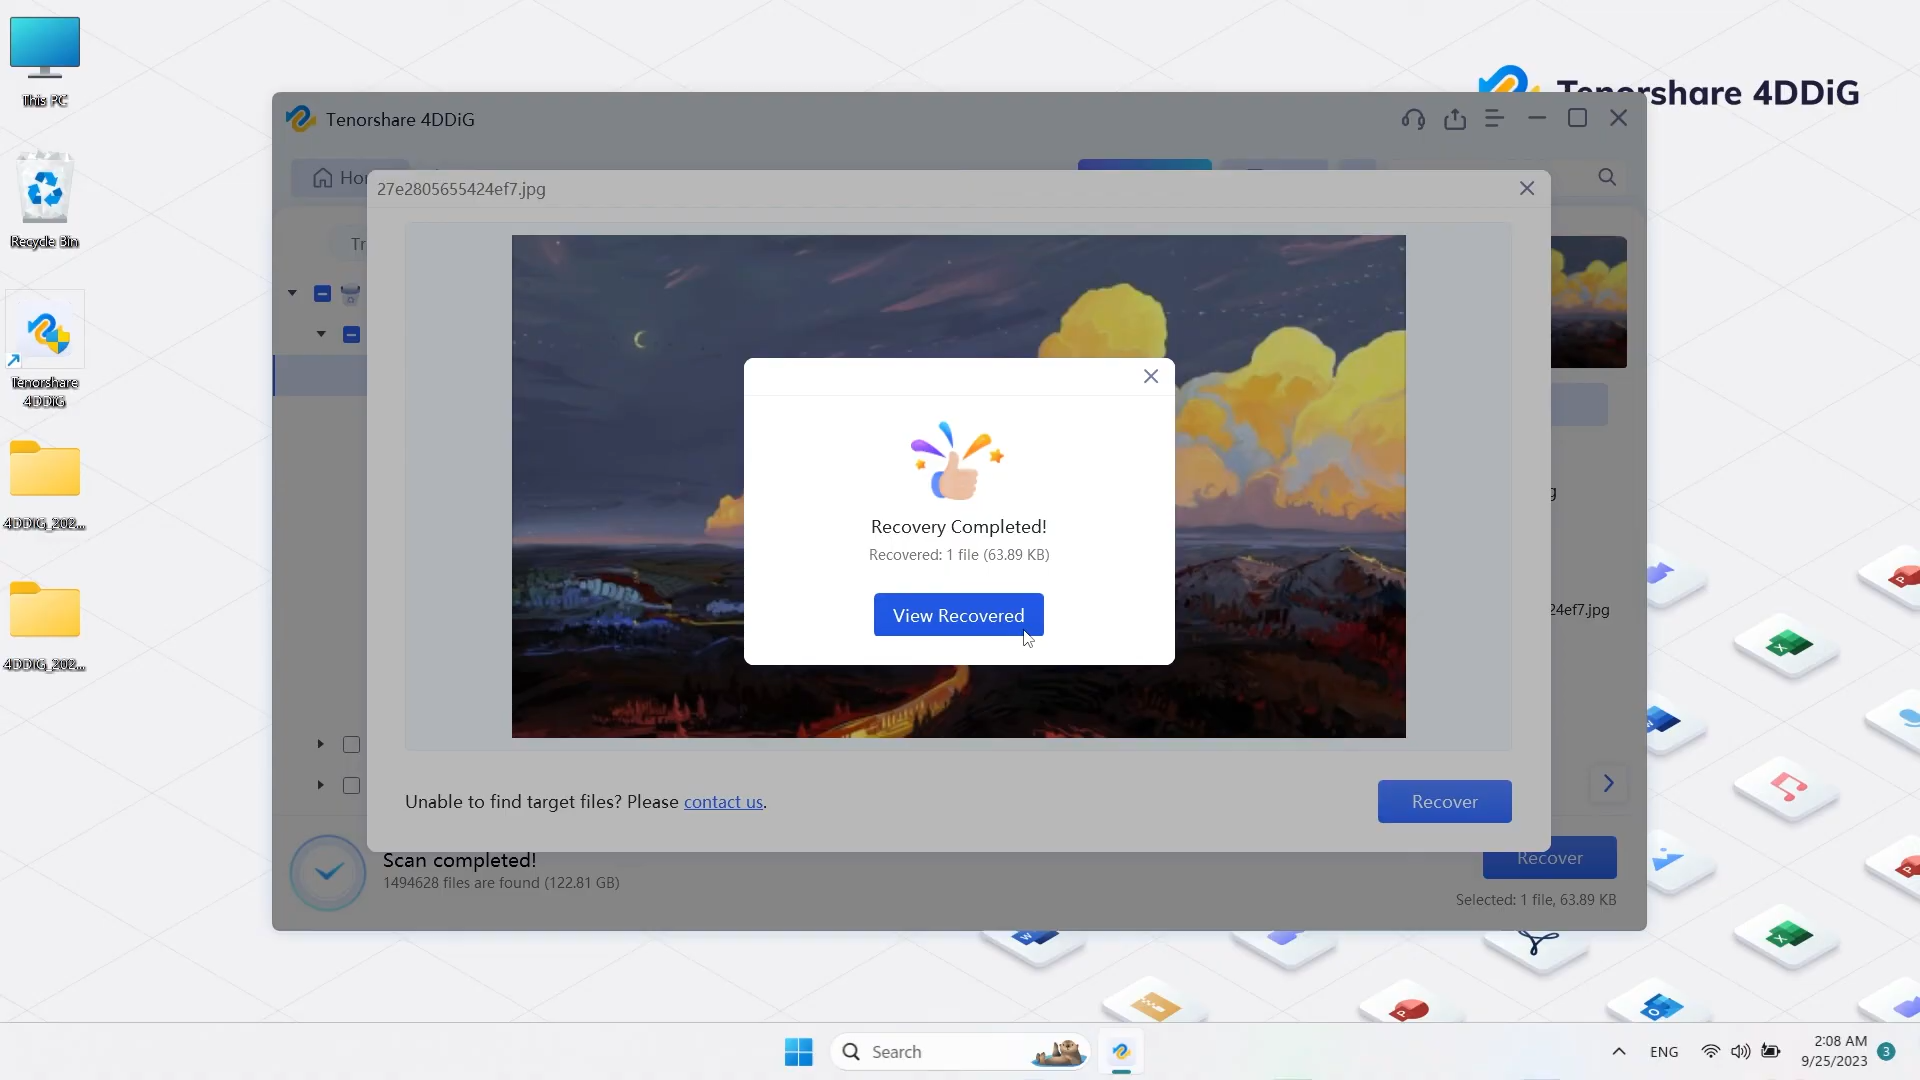 This PC
Recycle Bin
Tenorshare
4DDiG
4DDiG_202...
4DDiG_202...
Tenorshare 4DDiG
Tenorshare 4DDiG
27e2805655424ef7.jpg
Recovery Completed!
Recovered: 1 file (63.89 KB)
View Recovered
24ef7.jpg
Unable to find target files? Please contact us.
Recover
Scan completed!
1494628 files are found (122.81 GB)
Recover
Selected: 1 file, 63.89 KB
Search
ENG
2:08 AM
9/25/2023
3